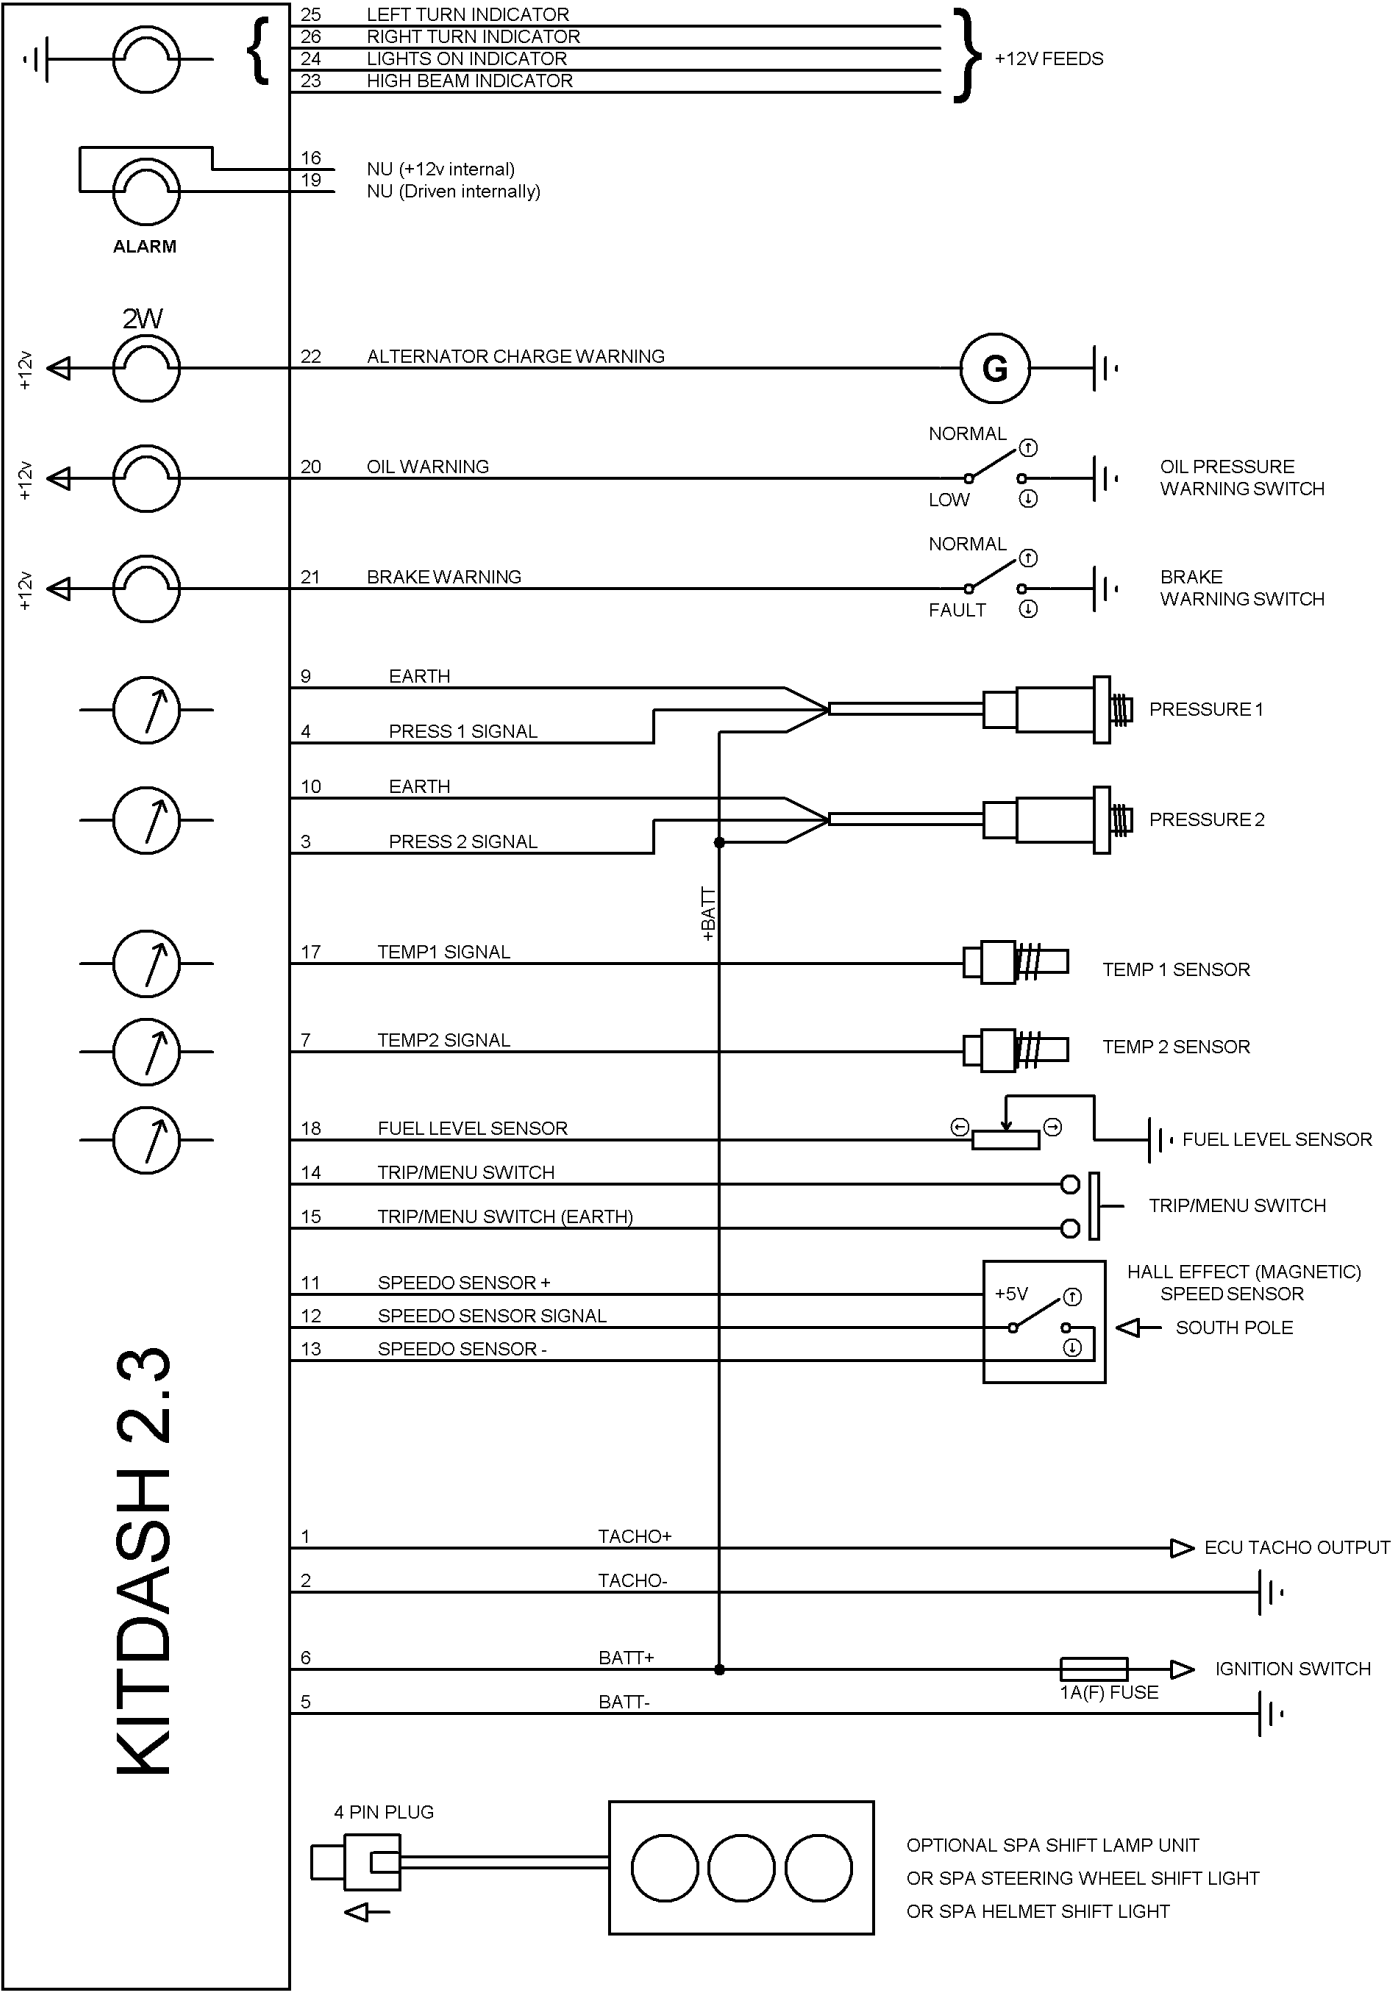 25 LEFT TURN INDICATOR
26 RIGHT TURN INDICATOR
24 LIGHTS ON INDICATOR
23 HIGH BEAM INDICATOR
+12V FEEDS
16 NU (+12v internal)
19 NU (Driven internally)
ALARM
2W
+12v
22 ALTERNATOR CHARGE WARNING
G
+12v
20 OIL WARNING
NORMAL
LOW
OIL PRESSURE
WARNING SWITCH
+12v
21 BRAKE WARNING
NORMAL
FAULT
BRAKE
WARNING SWITCH
9 EARTH
4 PRESS 1 SIGNAL
PRESSURE 1
10 EARTH
3 PRESS 2 SIGNAL
PRESSURE 2
+BATT
17 TEMP1 SIGNAL
TEMP 1 SENSOR
7 TEMP2 SIGNAL
TEMP 2 SENSOR
18 FUEL LEVEL SENSOR
FUEL LEVEL SENSOR
14 TRIP/MENU SWITCH
15 TRIP/MENU SWITCH (EARTH)
TRIP/MENU SWITCH
11 SPEEDO SENSOR +
12 SPEEDO SENSOR SIGNAL
13 SPEEDO SENSOR -
+5V
HALL EFFECT (MAGNETIC)
SPEED SENSOR
SOUTH POLE
KITDASH 2.3
1 TACHO+
ECU TACHO OUTPUT
2 TACHO-
6 BATT+
1A(F) FUSE
IGNITION SWITCH
5 BATT-
4 PIN PLUG
OPTIONAL SPA SHIFT LAMP UNIT
OR SPA STEERING WHEEL SHIFT LIGHT
OR SPA HELMET SHIFT LIGHT